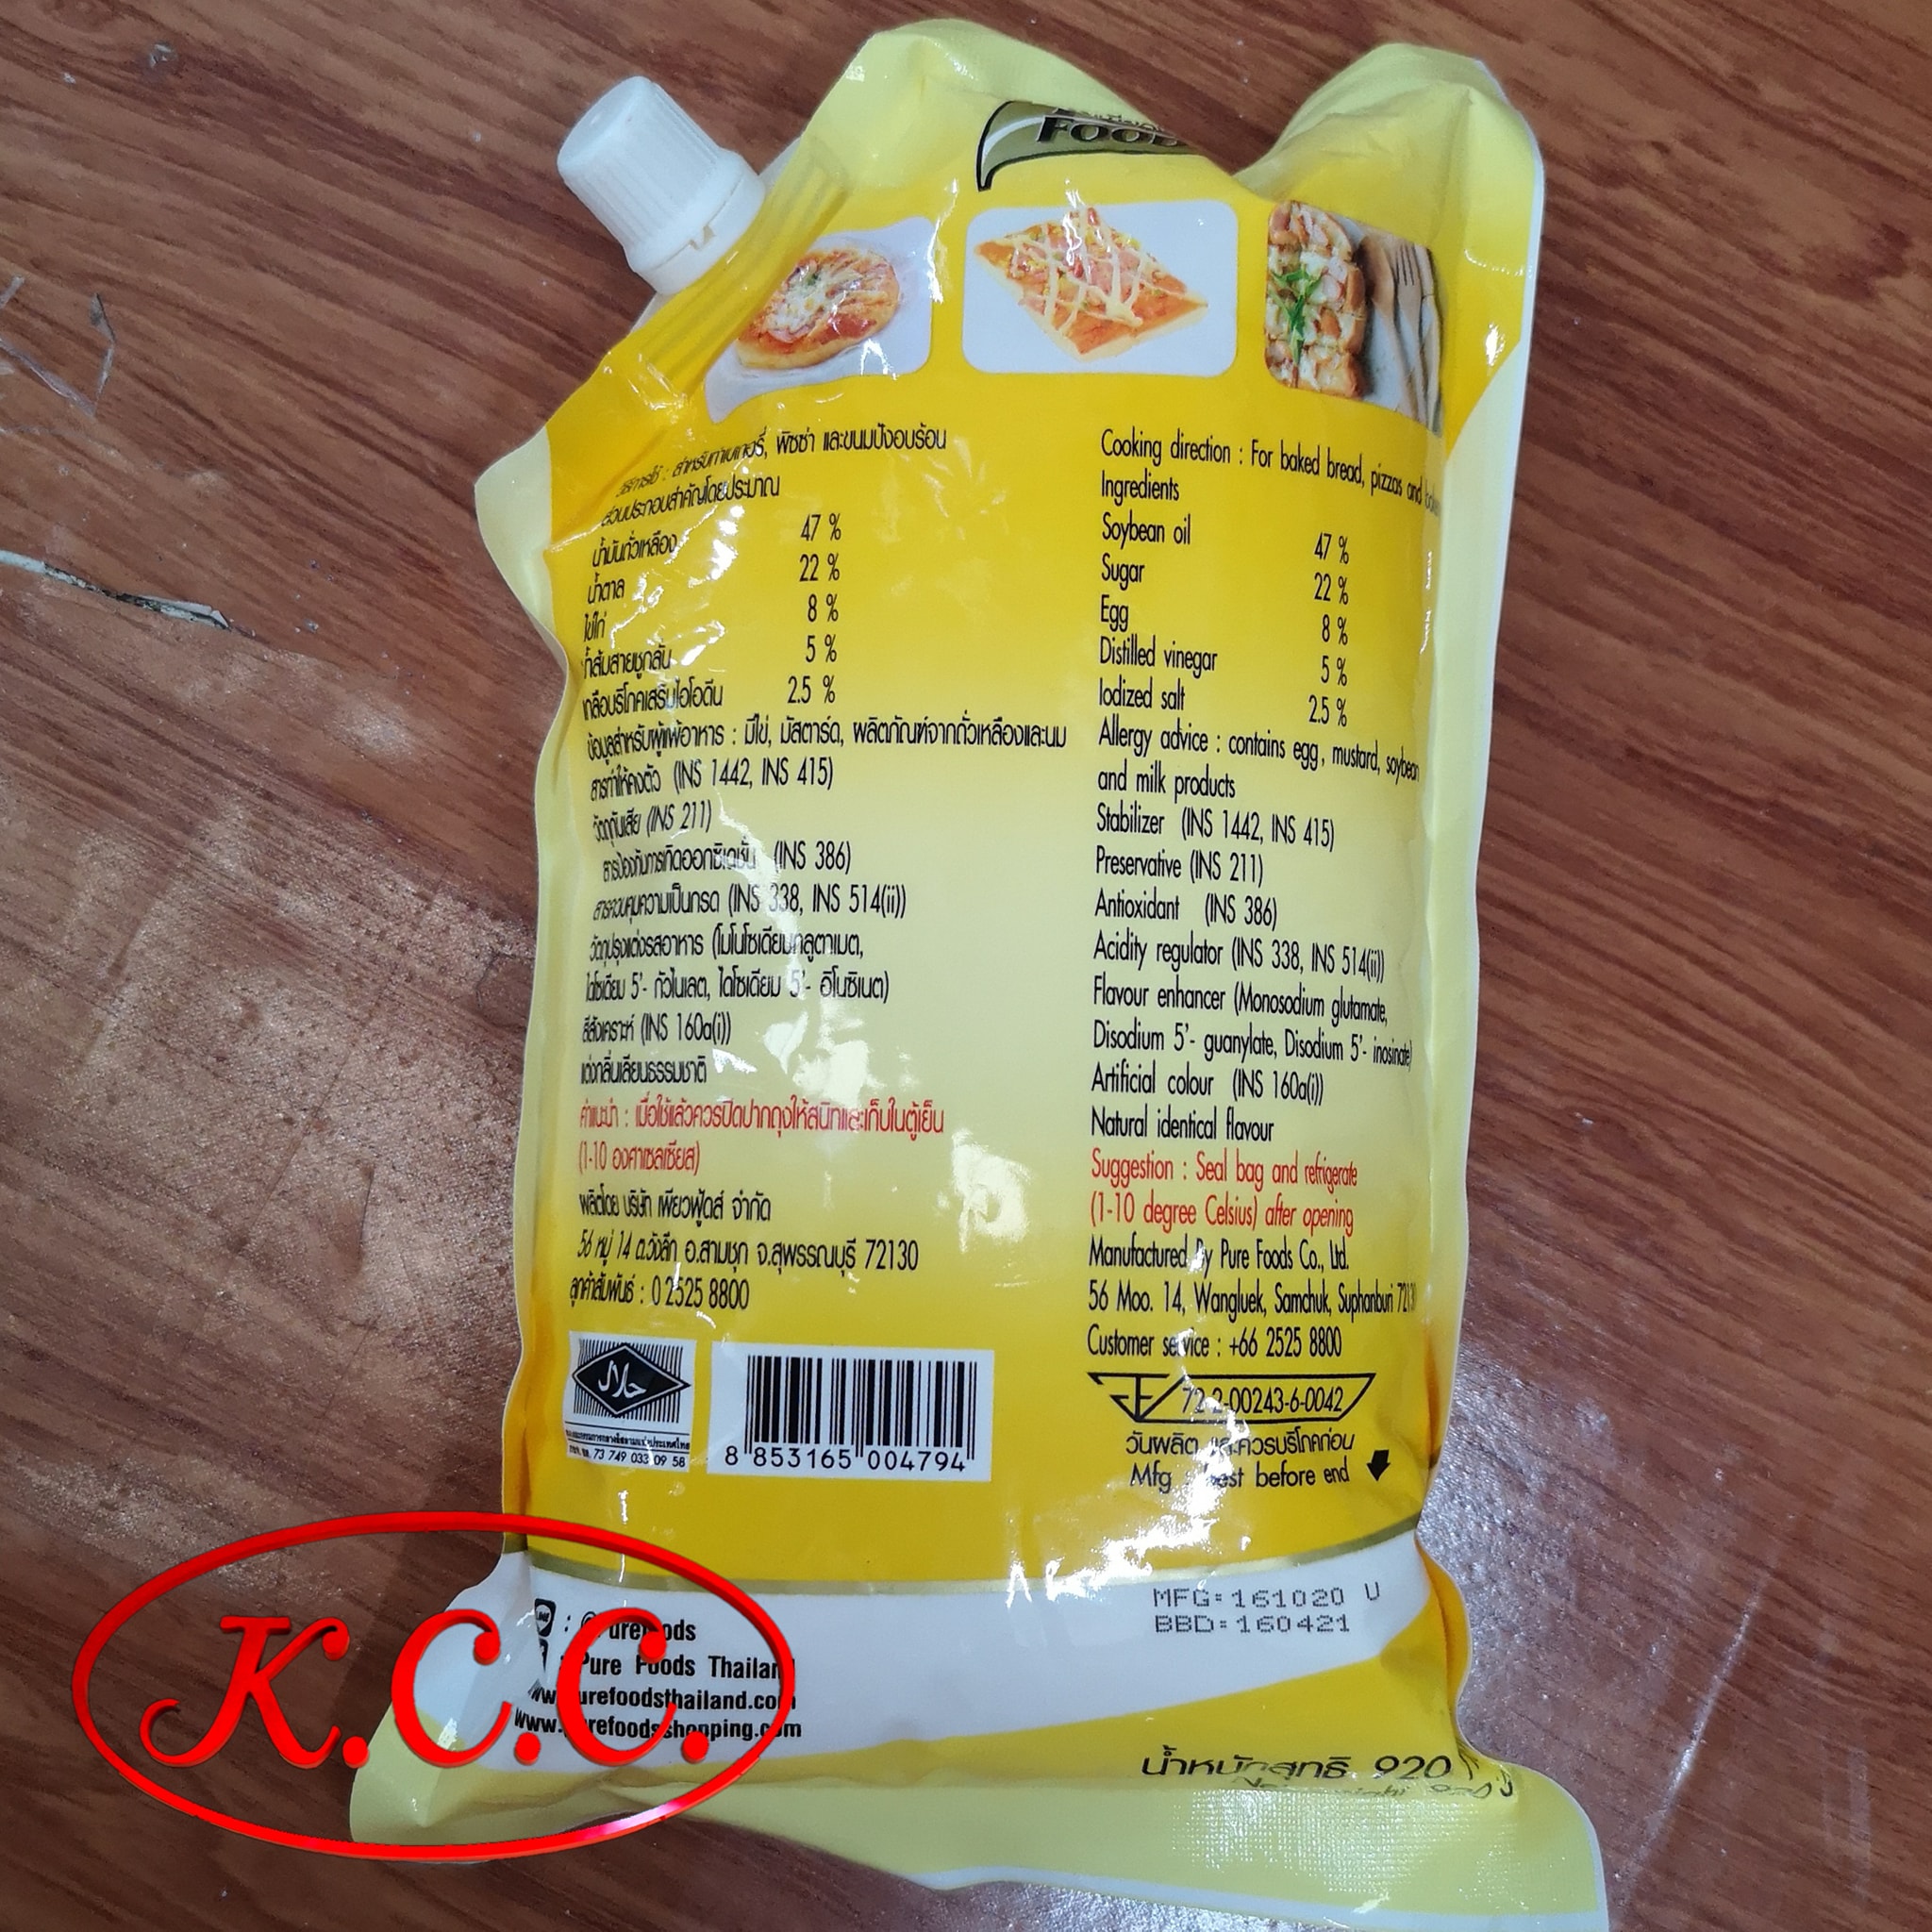 FOOD
วิธีการใช้ : สำหรับทำเบเกอรี่, พิซซ่า และขนมปังอบร้อน
ส่วนประกอบสำคัญโดยประมาณ
น้ำมันถั่วเหลือง 47 %
น้ำตาล 22 %
ไข่ไก่ 8 %
น้ำส้มสายชูกลั่น 5 %
เกลือบริโภคเสริมไอโอดีน 2.5 %
ข้อมูลสำหรับผู้แพ้อาหาร : มีไข่, มัสตาร์ด, ผลิตภัณฑ์จากถั่วเหลืองและนม
สารทำให้คงตัว (INS 1442, INS 415)
วัตถุกันเสีย (INS 211)
สารป้องกันการเกิดออกซิเดชั่น (INS 386)
สารควบคุมความเป็นกรด (INS 338, INS 514(ii))
วัตถุปรุงแต่งรสอาหาร (โมโนโซเดียมกลูตาเมต,
ไดโซเดียม 5'- กัวไนเลต, ไดโซเดียม 5'- อิโนซิเนต)
สีสังเคราะห์ (INS 160a(i))
แต่งกลิ่นเลียนธรรมชาติ
คำแนะนำ : เมื่อใช้แล้วควรปิดปากถุงให้สนิทและเก็บในตู้เย็น
(1-10 องศาเซลเซียส)
ผลิตโดย บริษัท เพียวฟู้ดส์ จำกัด
56 หมู่ 14 ต.วังลึก อ.สามชุก จ.สุพรรณบุรี 72130
ลูกค้าสัมพันธ์ : 0 2525 8800
Cooking direction : For baked bread, pizzas and
Ingredients
Soybean oil 47 %
Sugar 22 %
Egg 8 %
Distilled vinegar 5 %
Iodized salt 2.5 %
Allergy advice : contains egg, mustard, soybean
and milk products
Stabilizer (INS 1442, INS 415)
Preservative (INS 211)
Antioxidant (INS 386)
Acidity regulator (INS 338, INS 514(ii))
Flavour enhancer (Monosodium glutamate,
Disodium 5'- guanylate, Disodium 5'- inosinate)
Artificial colour (INS 160a(i))
Natural identical flavour
Suggestion : Seal bag and refrigerate
(1-10 degree Celsius) after opening
Manufactured By Pure Foods Co., Ltd.
56 Moo. 14, Wangluek, Samchuk, Suphanburi 72130
Customer service : +66 2525 8800
حلال
73 749 033 09 58
8 853165 004794
72-2-00243-6-0042
วันผลิต และควรบริโภคก่อน
Mfg : best before end
MFG=161020 U
BBD=160421
: @Purefoods
: Pure Foods Thailand
www.purefoodsthailand.com
www.purefoodsshopping.com
น้ำหนักสุทธิ 920
K.C.C.